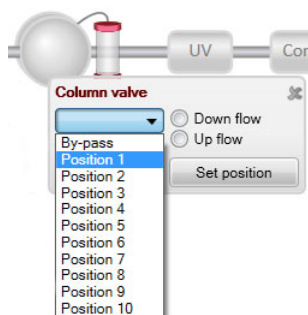 UV
Con
Column valve
Down flow
Up flow
By-pass
Position 1
Set position
Position 2
Position 3
Position 4
Position 5
Position 6
Position 7
Position 8
Position 9
Position 10